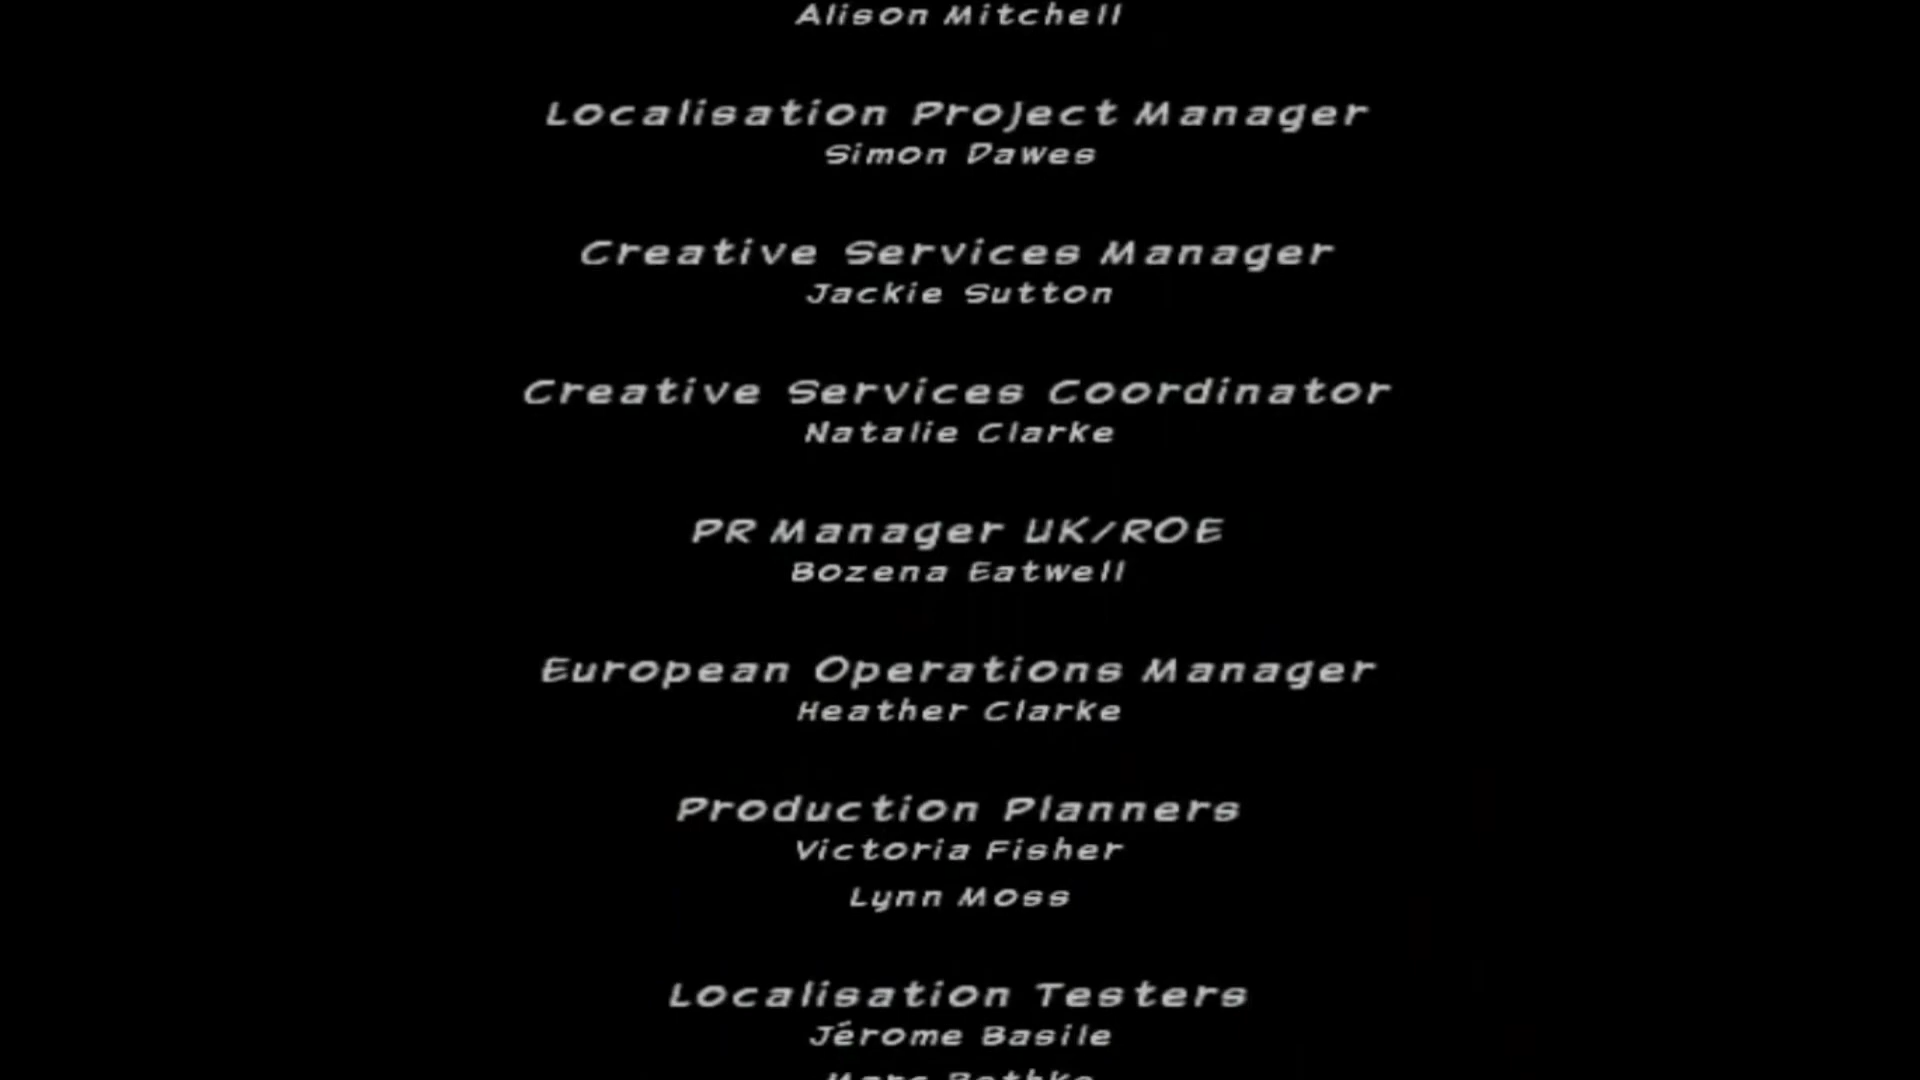 Alison Mitchell
Localisation Project Manager
Simon Dawes
Creative Services Manager
Jackie Sutton
Creative Services Coordinator
Natalie Clarke
PR Manager UK/ROE
Bozena Eatwell
European Operations Manager
Heather Clarke
Production Planners
Victoria Fisher
Lynn Moss
Localisation Testers
Jérome Basile